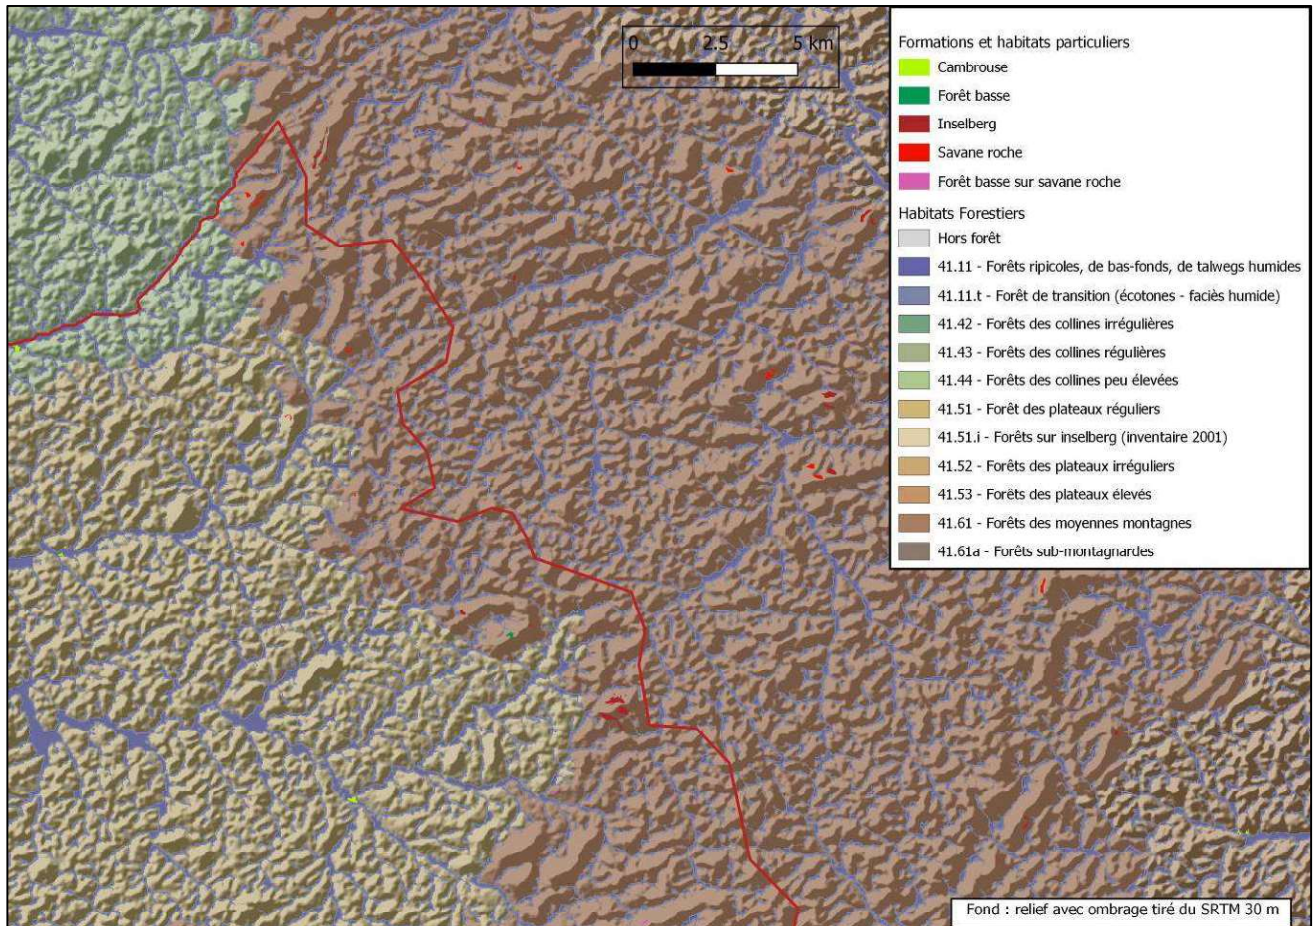 0 2.5 5 km
Formations et habitats particuliers
Cambrouse
Forêt basse
Inselberg
Savane roche
Forêt basse sur savane roche
Habitats Forestiers
Hors forêt
41.11 - Forêts ripicoles, de bas-fonds, de talwegs humides
41.11.t - Forêt de transition (écotones - faciès humide)
41.42 - Forêts des collines irrégulières
41.43 - Forêts des collines régulières
41.44 - Forêts des collines peu élevées
41.51 - Forêt des plateaux réguliers
41.51.i - Forêts sur inselberg (inventaire 2001)
41.52 - Forêts des plateaux irréguliers
41.53 - Forêts des plateaux élevés
41.61 - Forêts des moyennes montagnes
41.61a - Forêts sub-montagnardes
Fond : relief avec ombrage tiré du SRTM 30 m